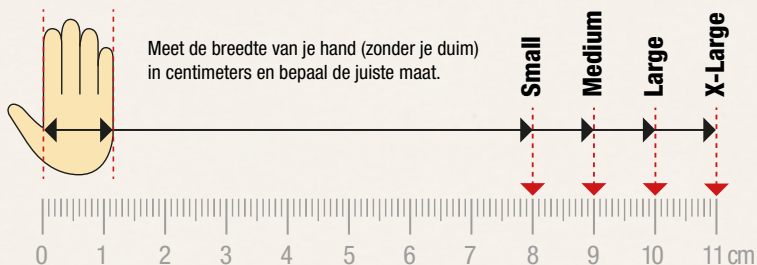 Meet de breedte van je hand (zonder je duim)
in centimeters en bepaal de juiste maat.
Small
Medium
Large
X-Large
0 1 2 3 4 5 6 7 8 9 10 11 cm